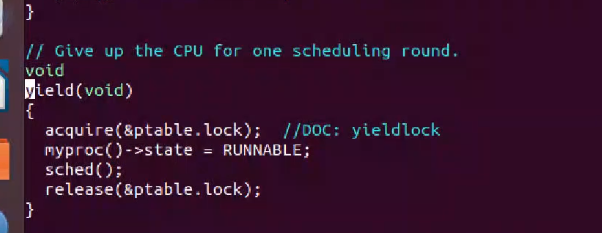 }
// Give up the CPU for one scheduling round.
void
yield(void)
{
  acquire(&ptable.lock);  //DOC: yieldlock
  myproc()->state = RUNNABLE;
  sched();
  release(&ptable.lock);
}